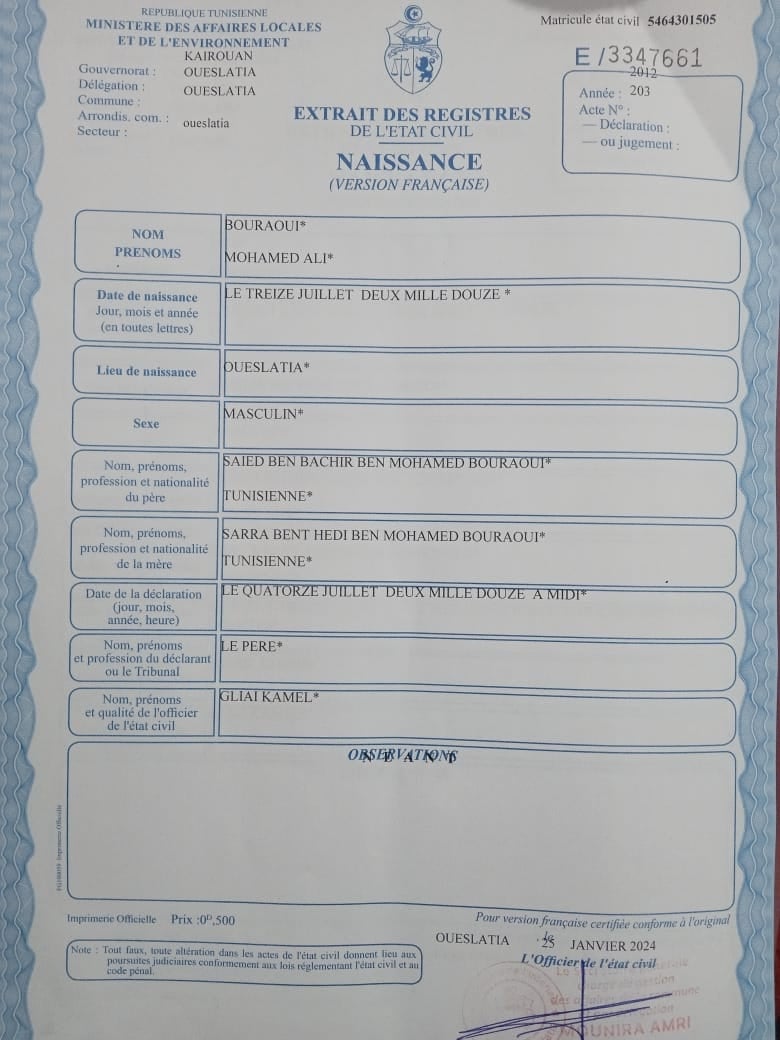 REPUBLIQUE TUNISIENNE
MINISTERE DES AFFAIRES LOCALES
ET DE L'ENVIRONNEMENT
KAIROUAN
Gouvernorat : OUESLATIA
Délégation :
Commune : OUESLATIA
Arrondis. com. :
Secteur : oueslatia
Matricule état civil 5464301505
E /3347661
2012
Année : 203
Acte N° :
— Déclaration :
— ou jugement :
EXTRAIT DES REGISTRES
DE L'ETAT CIVIL
NAISSANCE
(VERSION FRANÇAISE)
NOM
PRENOMS
BOURAOUI*
MOHAMED ALI*
Date de naissance
Jour, mois et année
(en toutes lettres)
LE TREIZE JUILLET DEUX MILLE DOUZE *
Lieu de naissance
OUESLATIA*
Sexe
MASCULIN*
Nom, prénoms,
profession et nationalité
du père
SAIED BEN BACHIR BEN MOHAMED BOURAOUI*
TUNISIENNE*
Nom, prénoms,
profession et nationalité
de la mère
SARRA BENT HEDI BEN MOHAMED BOURAOUI*
TUNISIENNE*
Date de la déclaration
(jour, mois,
année, heure)
LE QUATORZE JUILLET DEUX MILLE DOUZE A MIDI*
Nom, prénoms
et profession du déclarant
ou le Tribunal
LE PERE*
Nom, prénoms
et qualité de l'officier
de l'état civil
GLIAI KAMEL*
OBSERVATIONS
N E A N T
Imprimerie Officielle Prix :0ᴰ,500
Note : Tout faux, toute altération dans les actes de l'état civil donnent lieu aux
poursuites judiciaires conformement aux lois réglementant l'état civil et au
code pénal.
Pour version française certifiée conforme à l'original
OUESLATIA le 25 JANVIER 2024
L'Officier de l'état civil
chargé gestion
des affaires commune
MOUNIRA AMRI